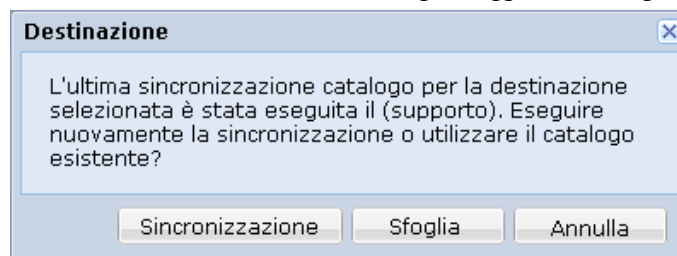 Destinazione
L'ultima sincronizzazione catalogo per la destinazione
selezionata è stata eseguita il (supporto). Eseguire
nuovamente la sincronizzazione o utilizzare il catalogo
esistente?
Sincronizzazione Sfoglia Annulla